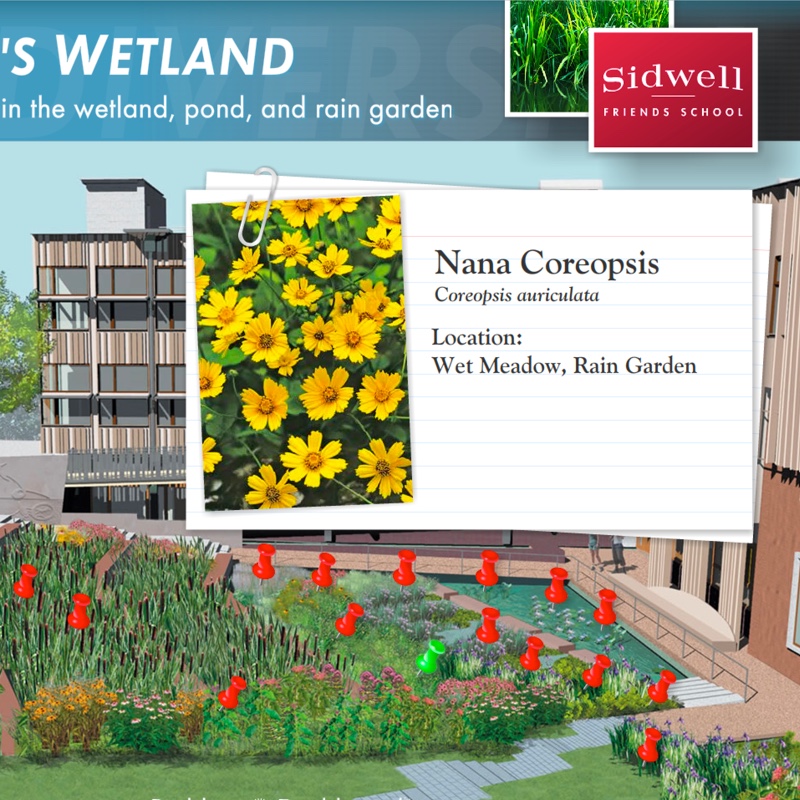 'S WETLAND
in the wetland, pond, and rain garden
Sidwell
FRIENDS SCHOOL
Nana Coreopsis
Coreopsis auriculata
Location:
Wet Meadow, Rain Garden